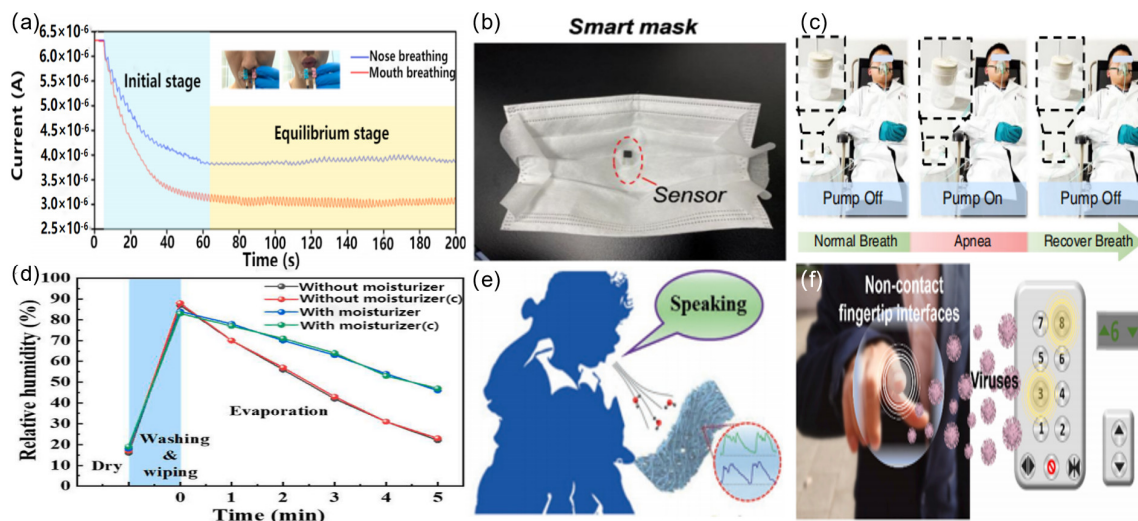 (a)
6.5×10⁻⁶
6.0×10⁻⁶
5.5×10⁻⁶
5.0×10⁻⁶
4.5×10⁻⁶
4.0×10⁻⁶
3.5×10⁻⁶
3.0×10⁻⁶
2.5×10⁻⁶
Current (A)
Initial stage
Nose breathing
Mouth breathing
Equilibrium stage
0 20 40 60 80 100 120 140 160 180 200
Time (s)
(b)
Smart mask
Sensor
(c)
Pump Off
Pump On
Pump Off
Normal Breath
Apnea
Recover Breath
(d)
100
90
80
70
60
50
40
30
20
10
0
Relative humidity (%)
Without moisturizer
Without moisturizer(c)
With moisturizer
With moisturizer(c)
Evaporation
Dry
Washing
&
wiping
0 1 2 3 4 5
Time (min)
(e)
Speaking
(f)
Non-contact
fingertip interfaces
Viruses
7 8
5 6
3 4
1 2
6